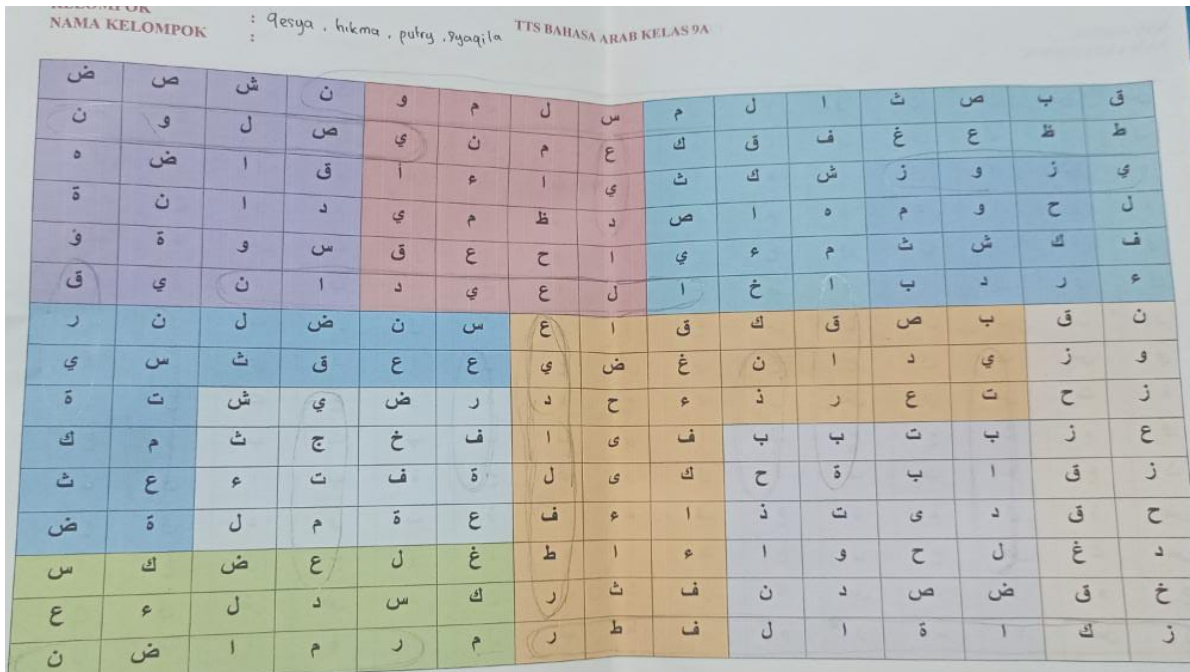 NAMA KELOMPOK : qesya, hikma, putry, syaqila
TTS BAHASA ARAB KELAS 9A
ق ب ص ث ا ل م س ل م و ن ش ص ض
ط ظ ع غ ف ق ك ع م ن ي ص ل و ن
ي ز و ز ش ك ث ي ا ء أ ق ا ض ه
ل ح و م ه ا ص د ظ م ي د ا ن ة
ف ك ش ث م ء ي ا ح ع ق س و ة ف
ء ر د ب ا خ ا ل ع ي د ا ن ي ق
ن ق ب ص ق ك ق ا ع س ن ض ل ن ر
و ز ي د ا ن غ ض ي ع ع ق ث س ي
ز ح ت ع ر ذ ء ح د ر ض ي ش ت ة
ع ز ب ت ب ب ف ى ا ف خ ج ث م ك
ز ق ا ب ة ح ك ى ل ة ف ت ء ع ث
ح ق د ى ت ذ ا ء ف ع ة م ل ة ض
د غ ل ح و ا ء ا ط غ ل ع ض ك س
خ ق ض ص د ن ف ث ر ك س د ل ء ع
ز ك ا ة ا ل ف ط ر م ر م ا ض ن